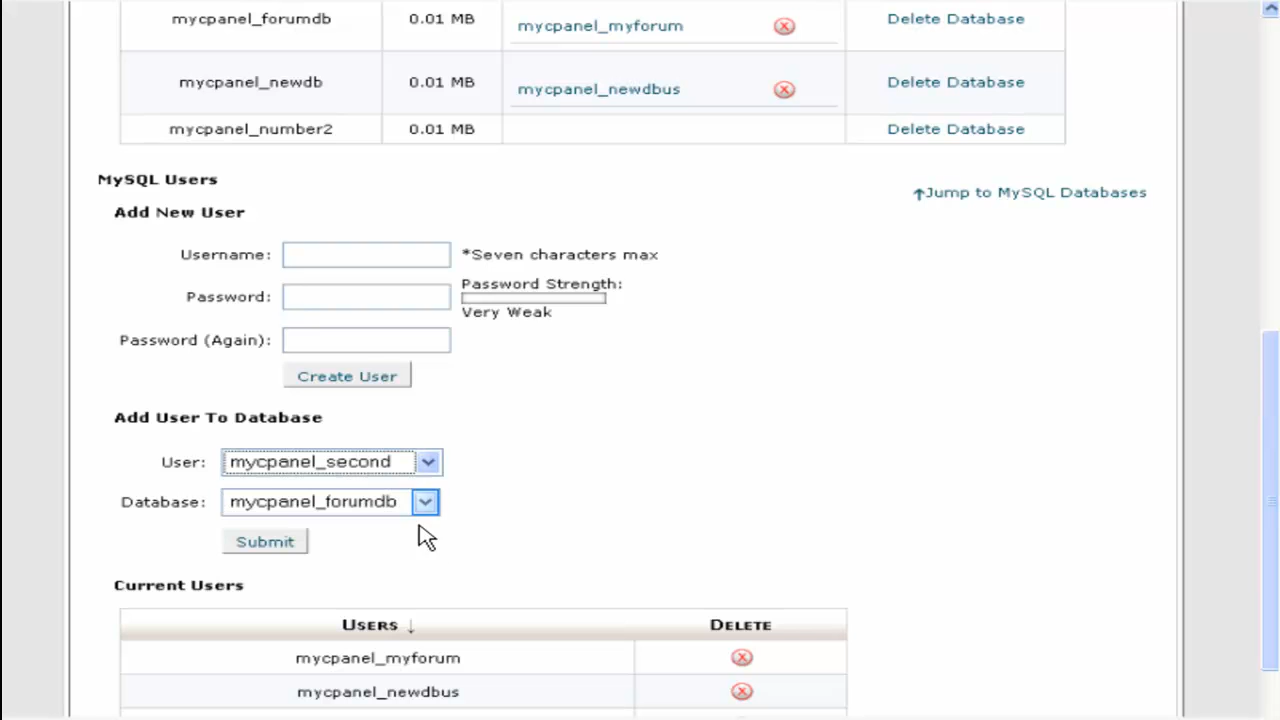 mycpanel_forumdb 0.01 MB mycpanel_myforum Delete Database
mycpanel_newdb 0.01 MB mycpanel_newdbus Delete Database
mycpanel_number2 0.01 MB Delete Database
MySQL Users
↑Jump to MySQL Databases
Add New User
Username: *Seven characters max
Password: Password Strength:
Very Weak
Password (Again):
Create User
Add User To Database
User: mycpanel_second
Database: mycpanel_forumdb
Submit
Current Users
Users ↓ Delete
mycpanel_myforum
mycpanel_newdbus